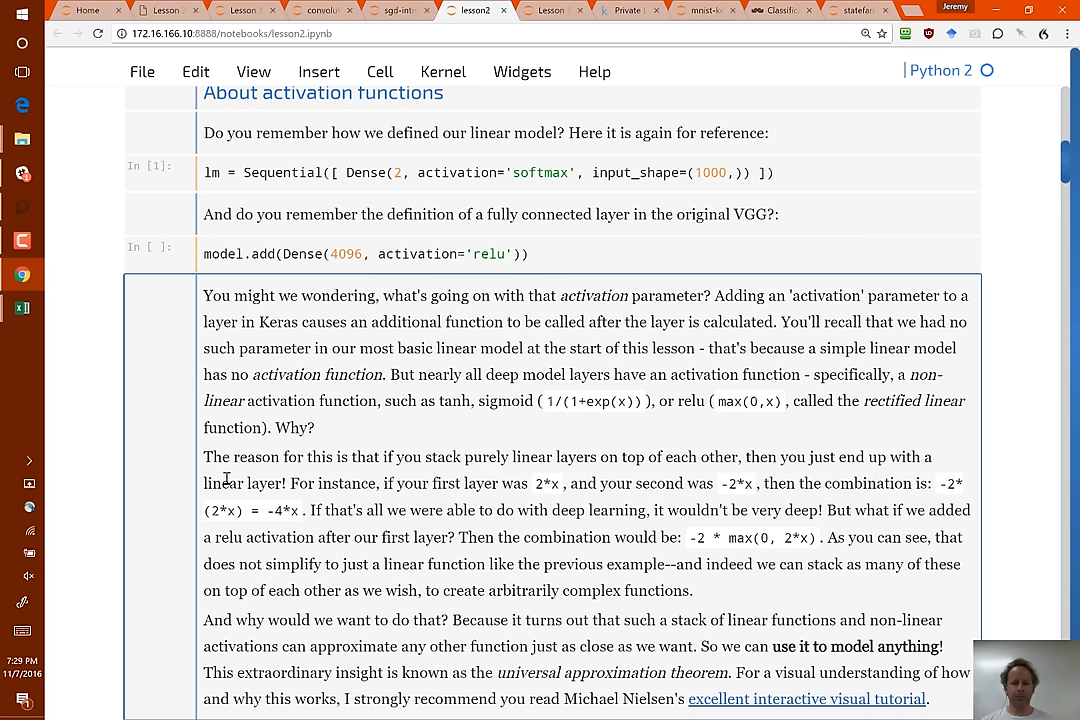 Home
Lesson
Lesson 1
convolu
sgd-intro
lesson2
Lesson
Private L
mnist-k
Classific
statefar
Jeremy
172.16.166.10:8888/notebooks/lesson2.ipynb
File Edit View Insert Cell Kernel Widgets Help
Python 2
About activation functions
Do you remember how we defined our linear model? Here it is again for reference:
In [1]:
lm = Sequential([ Dense(2, activation='softmax', input_shape=(1000,)) ])
And do you remember the definition of a fully connected layer in the original VGG?:
In [ ]:
model.add(Dense(4096, activation='relu'))
You might we wondering, what's going on with that activation parameter? Adding an 'activation' parameter to a
layer in Keras causes an additional function to be called after the layer is calculated. You'll recall that we had no
such parameter in our most basic linear model at the start of this lesson - that's because a simple linear model
has no activation function. But nearly all deep model layers have an activation function - specifically, a non-
linear activation function, such as tanh, sigmoid ( 1/(1+exp(x)) ), or relu ( max(0,x) , called the rectified linear
function). Why?
The reason for this is that if you stack purely linear layers on top of each other, then you just end up with a
linear layer! For instance, if your first layer was 2*x , and your second was -2*x , then the combination is: -2*
(2*x) = -4*x . If that's all we were able to do with deep learning, it wouldn't be very deep! But what if we added
a relu activation after our first layer? Then the combination would be: -2 * max(0, 2*x) . As you can see, that
does not simplify to just a linear function like the previous example--and indeed we can stack as many of these
on top of each other as we wish, to create arbitrarily complex functions.
And why would we want to do that? Because it turns out that such a stack of linear functions and non-linear
activations can approximate any other function just as close as we want. So we can use it to model anything!
This extraordinary insight is known as the universal approximation theorem. For a visual understanding of how
and why this works, I strongly recommend you read Michael Nielsen's excellent interactive visual tutorial.
7:29 PM
11/7/2016